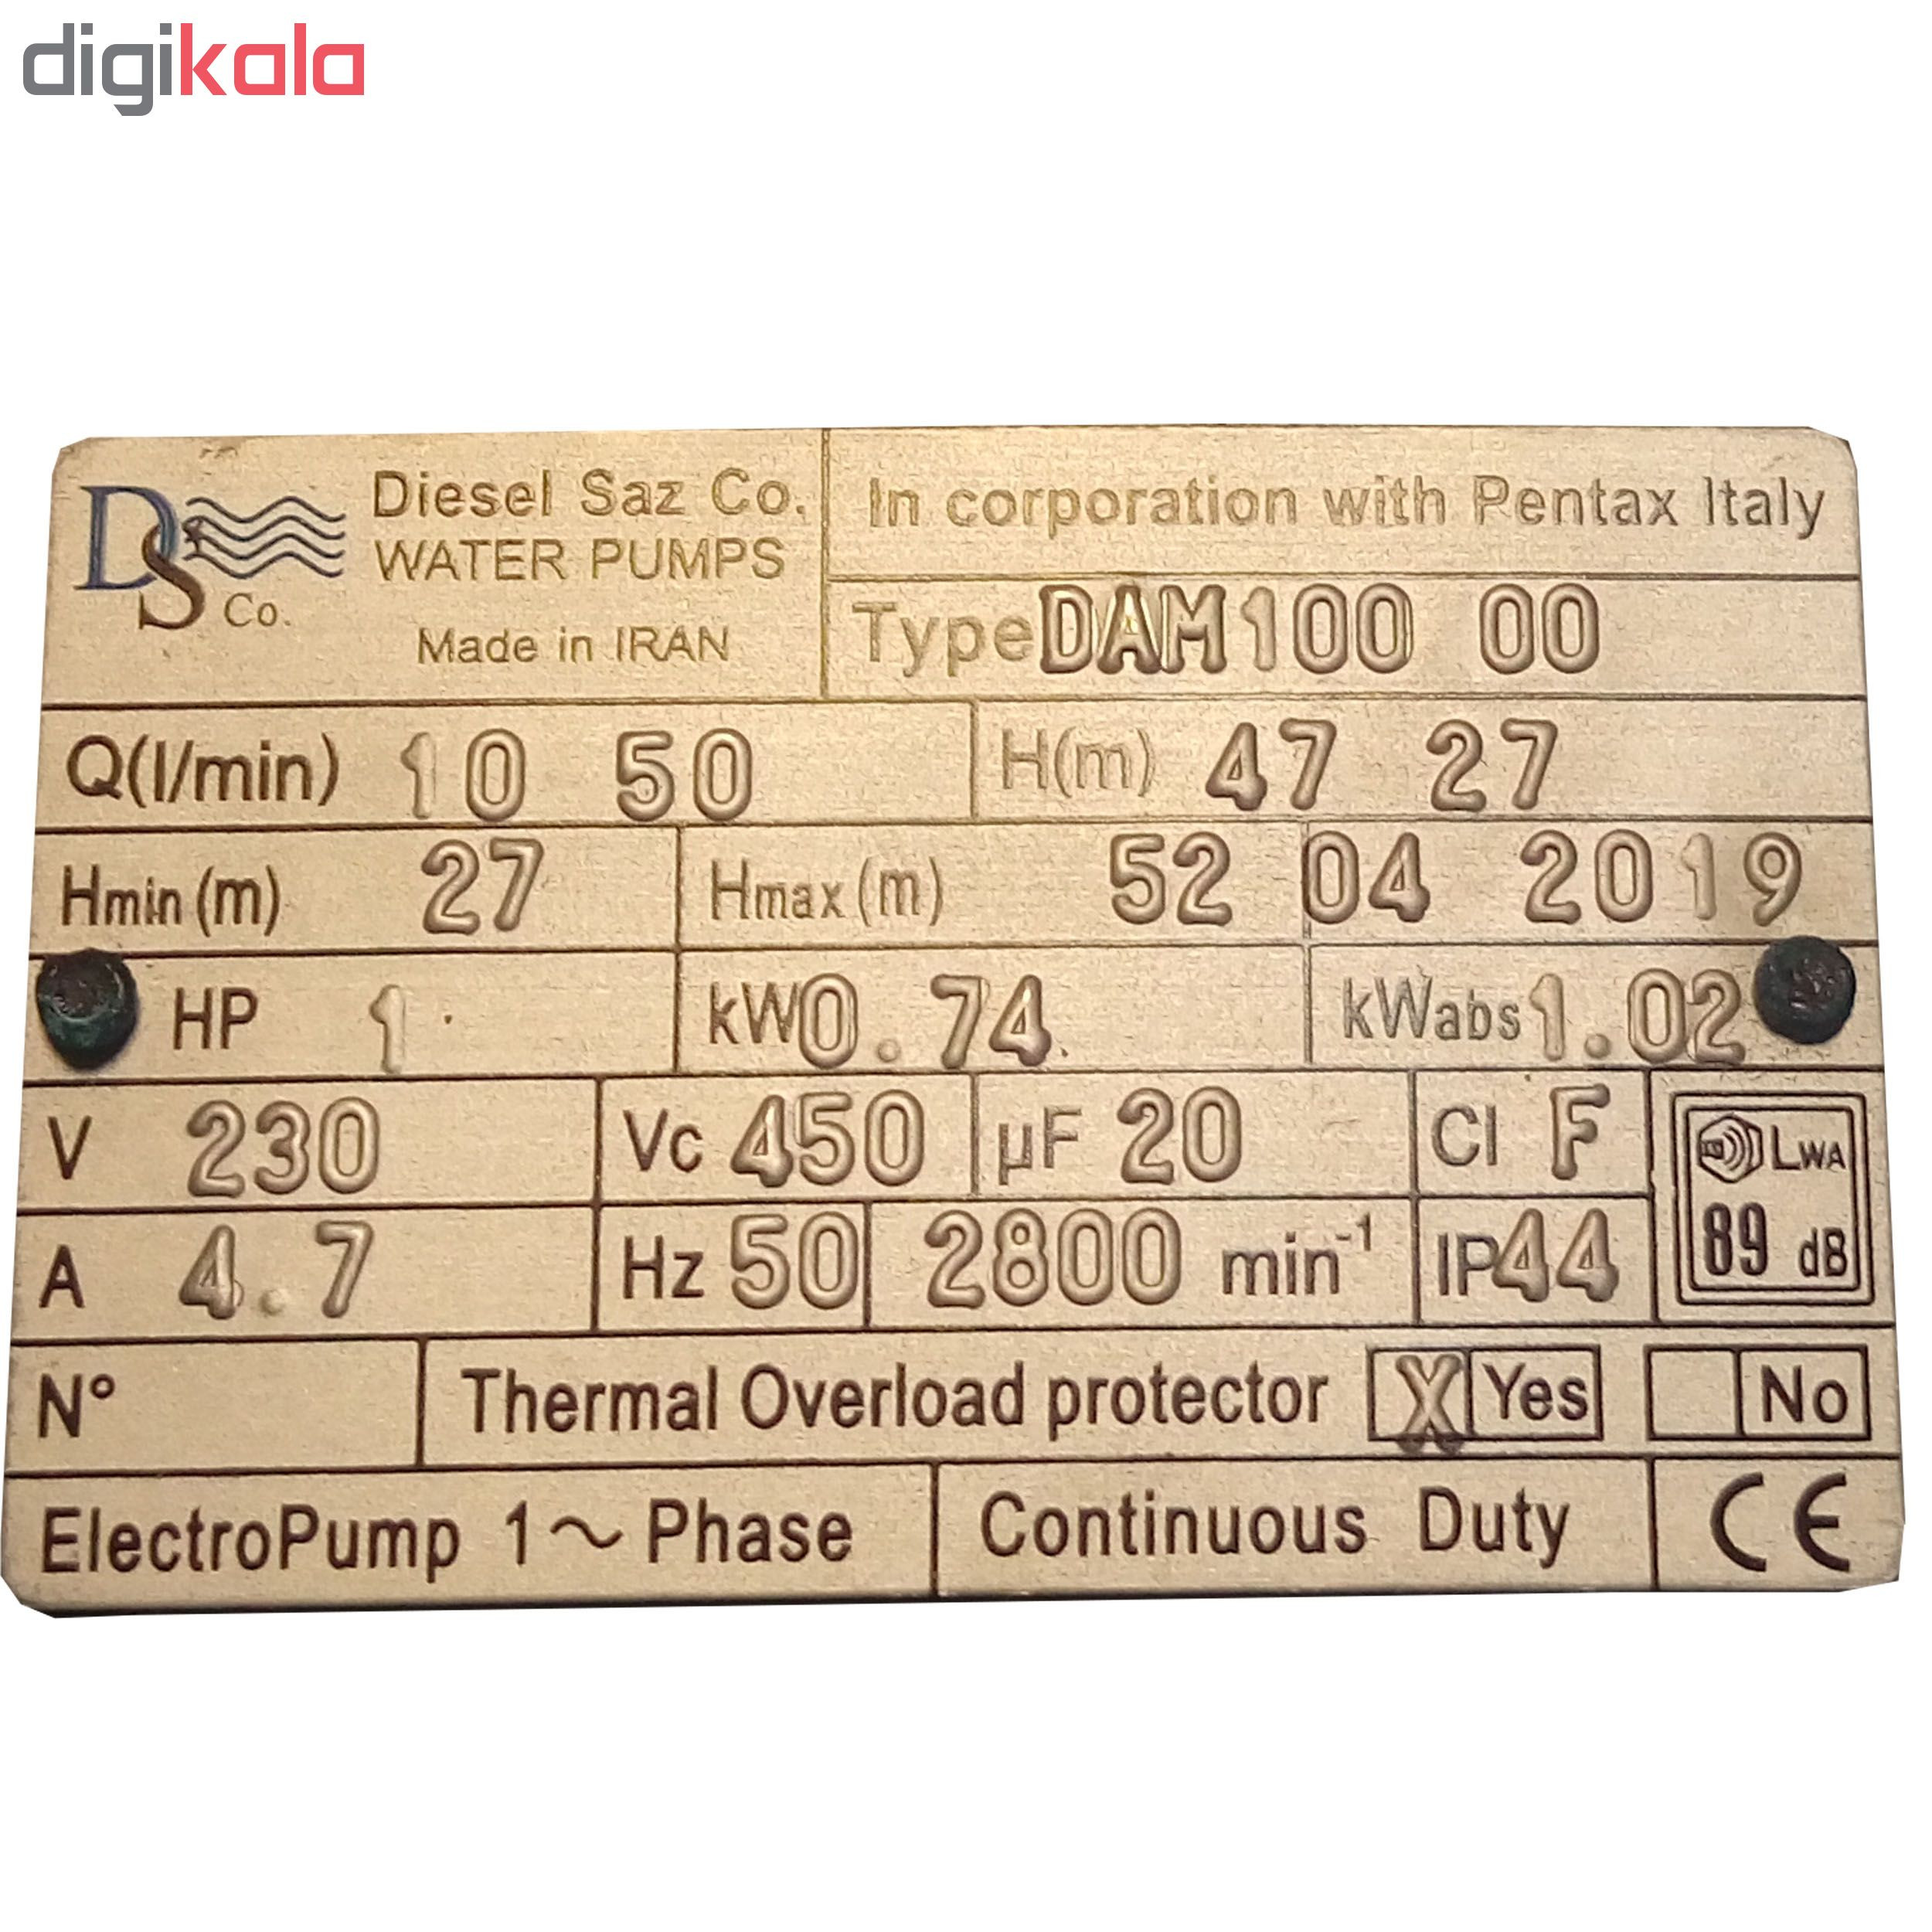 digikala
DS Co.
Diesel Saz Co.
WATER PUMPS
Made in IRAN
In corporation with Pentax Italy
Type DAM100 00
Q(l/min) 10 50 H(m) 47 27
Hmin (m) 27 Hmax (m) 52 04 2019
HP 1 kW 0.74 kWabs 1.02
V 230 Vc 450 µF 20 Cl F
LWA
89 dB
A 4.7 Hz 50 2800 min⁻¹ IP44
N° Thermal Overload protector X Yes No
ElectroPump 1~Phase Continuous Duty CE